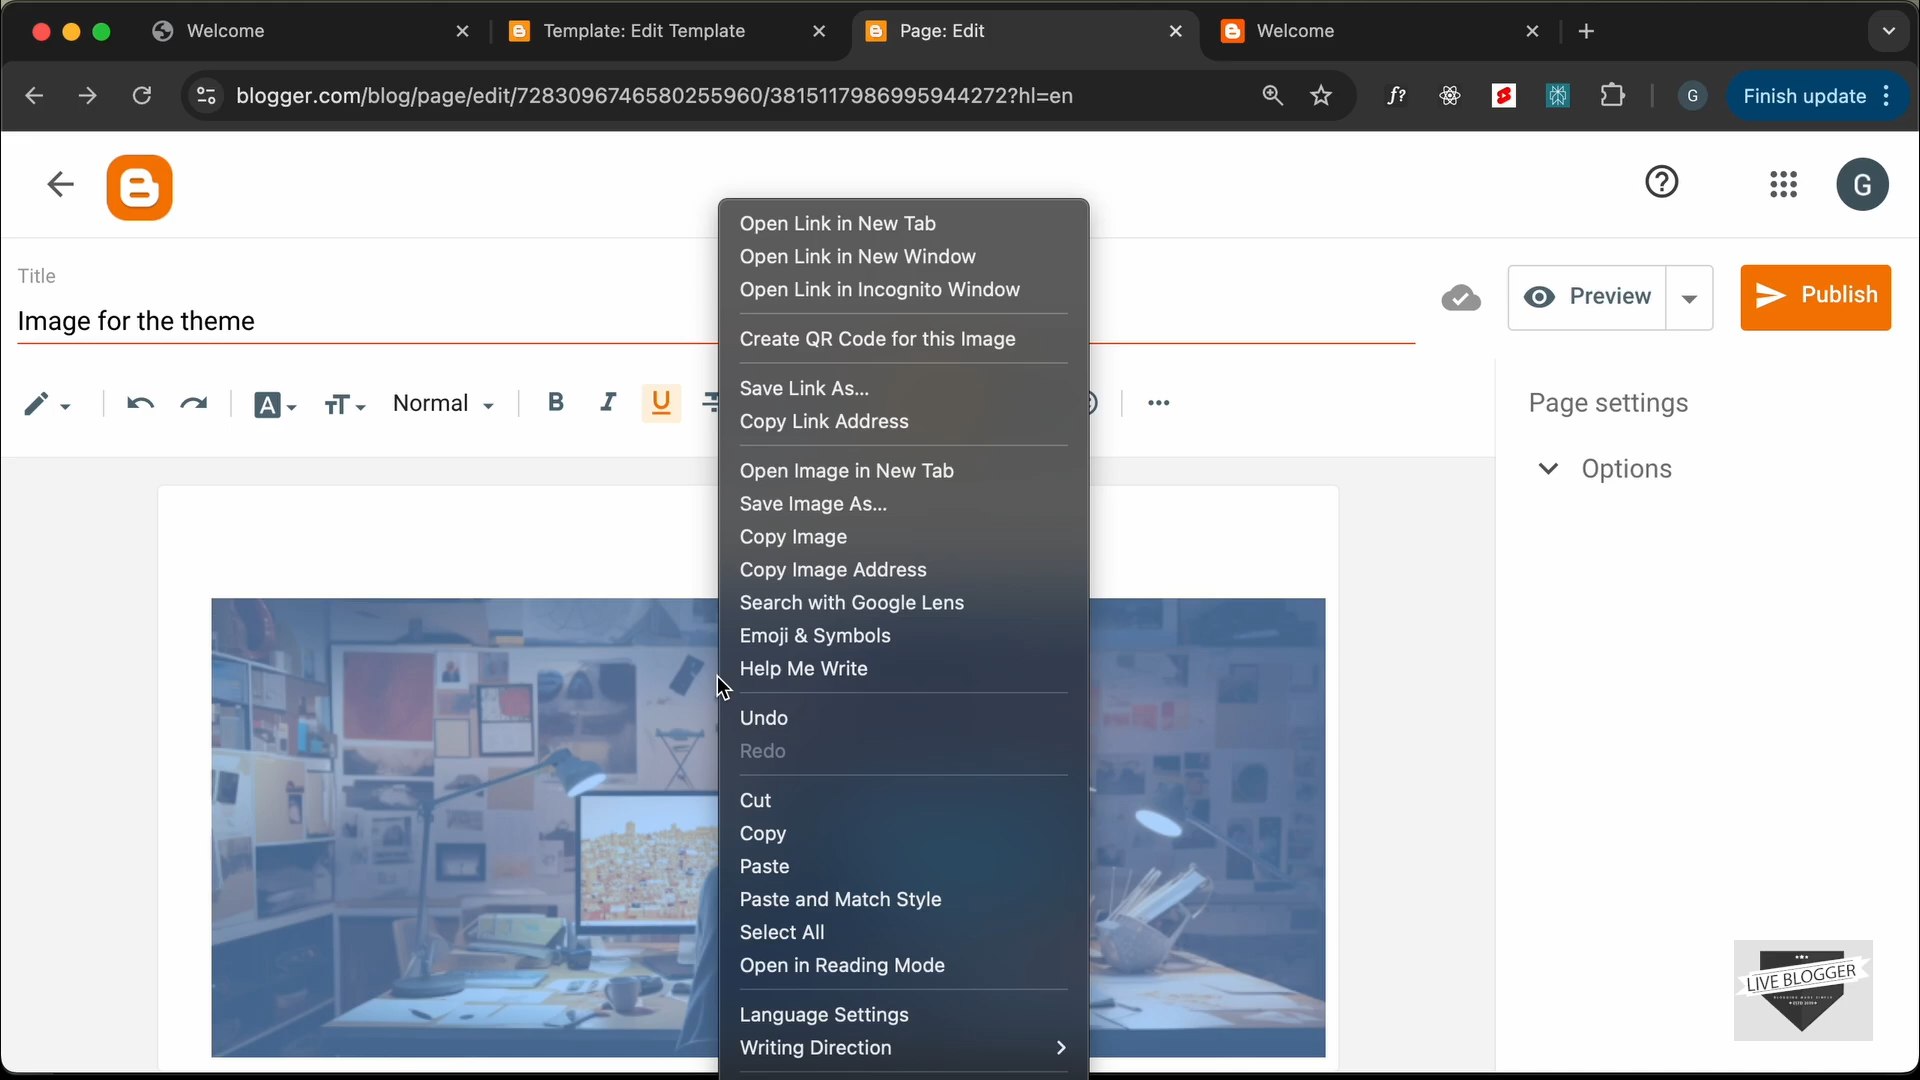 Welcome
Template: Edit Template
Page: Edit
Welcome
blogger.com/blog/page/edit/7283096746580255960/3815117986995944272?hl=en
f?
G
Finish update
G
Title
Image for the theme
Preview
Publish
A
TT
Normal
B
I
U
Page settings
Options
Open Link in New Tab
Open Link in New Window
Open Link in Incognito Window
Create QR Code for this Image
Save Link As...
Copy Link Address
Open Image in New Tab
Save Image As...
Copy Image
Copy Image Address
Search with Google Lens
Emoji & Symbols
Help Me Write
Undo
Redo
Cut
Copy
Paste
Paste and Match Style
Select All
Open in Reading Mode
Language Settings
Writing Direction
LIVE BLOGGER
BLOGGING MADE SIMPLE